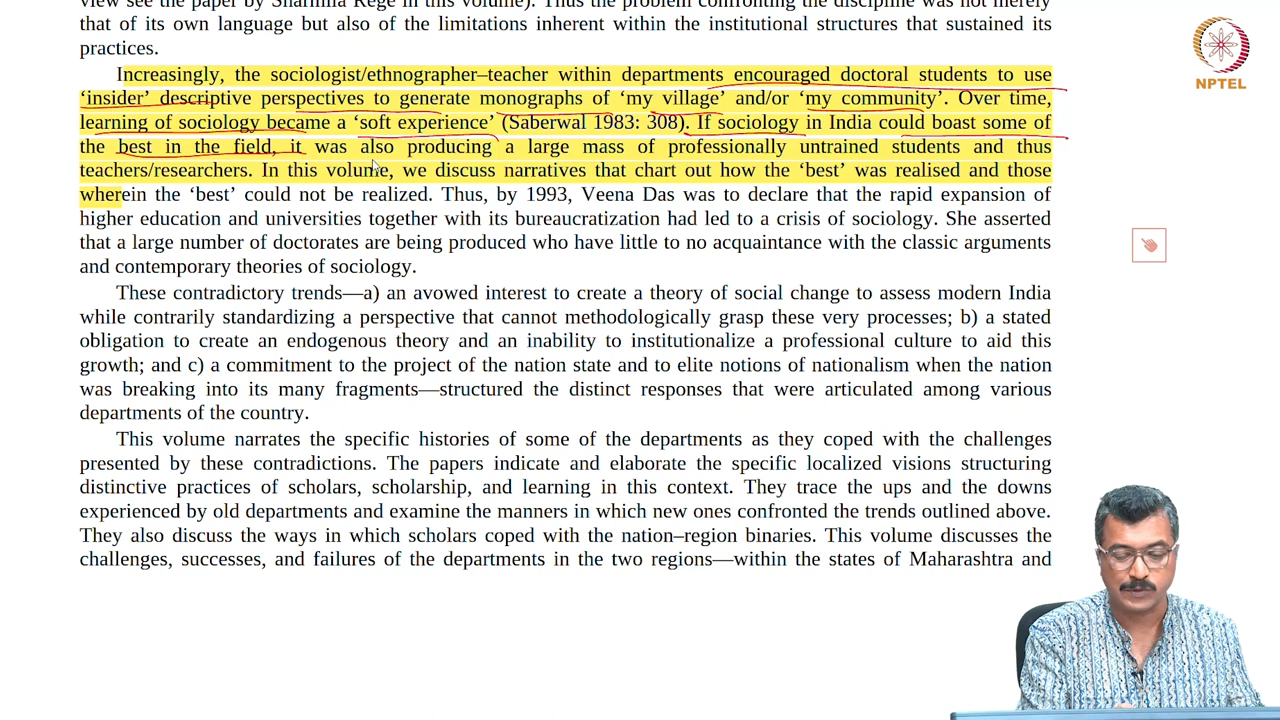 view see the paper by Sharmila Rege in this volume). Thus the problem confronting the discipline was not merely
that of its own language but also of the limitations inherent within the institutional structures that sustained its
practices.
Increasingly, the sociologist/ethnographer–teacher within departments encouraged doctoral students to use
‘insider’ descriptive perspectives to generate monographs of ‘my village’ and/or ‘my community’. Over time,
learning of sociology became a ‘soft experience’ (Saberwal 1983: 308). If sociology in India could boast some of
the best in the field, it was also producing a large mass of professionally untrained students and thus
teachers/researchers. In this volume, we discuss narratives that chart out how the ‘best’ was realised and those
wherein the ‘best’ could not be realized. Thus, by 1993, Veena Das was to declare that the rapid expansion of
higher education and universities together with its bureaucratization had led to a crisis of sociology. She asserted
that a large number of doctorates are being produced who have little to no acquaintance with the classic arguments
and contemporary theories of sociology.
These contradictory trends—a) an avowed interest to create a theory of social change to assess modern India
while contrarily standardizing a perspective that cannot methodologically grasp these very processes; b) a stated
obligation to create an endogenous theory and an inability to institutionalize a professional culture to aid this
growth; and c) a commitment to the project of the nation state and to elite notions of nationalism when the nation
was breaking into its many fragments—structured the distinct responses that were articulated among various
departments of the country.
This volume narrates the specific histories of some of the departments as they coped with the challenges
presented by these contradictions. The papers indicate and elaborate the specific localized visions structuring
distinctive practices of scholars, scholarship, and learning in this context. They trace the ups and the downs
experienced by old departments and examine the manners in which new ones confronted the trends outlined above.
They also discuss the ways in which scholars coped with the nation–region binaries. This volume discusses the
challenges, successes, and failures of the departments in the two regions—within the states of Maharashtra and
NPTEL